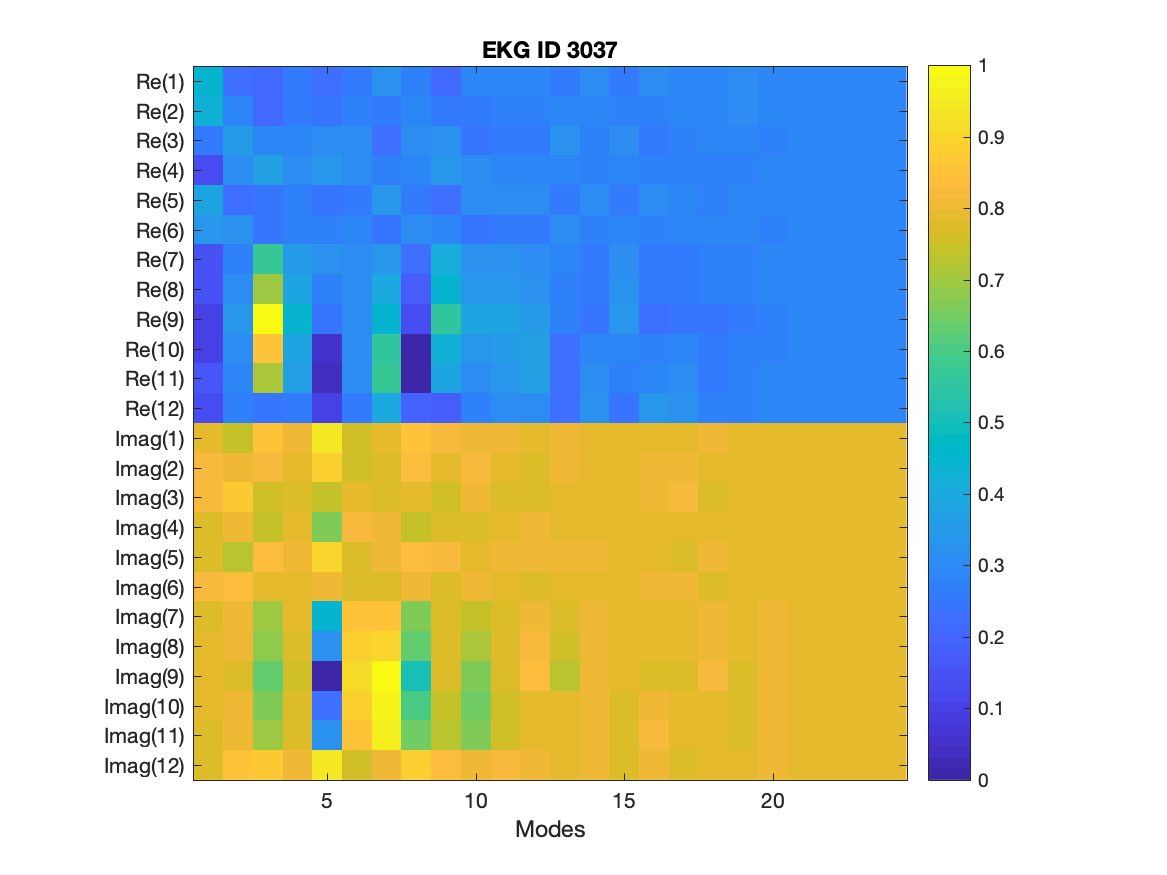 EKG ID 3037
Re(1)
Re(2)
Re(3)
Re(4)
Re(5)
Re(6)
Re(7)
Re(8)
Re(9)
Re(10)
Re(11)
Re(12)
Imag(1)
Imag(2)
Imag(3)
Imag(4)
Imag(5)
Imag(6)
Imag(7)
Imag(8)
Imag(9)
Imag(10)
Imag(11)
Imag(12)
5 10 15 20
Modes
1
0.9
0.8
0.7
0.6
0.5
0.4
0.3
0.2
0.1
0